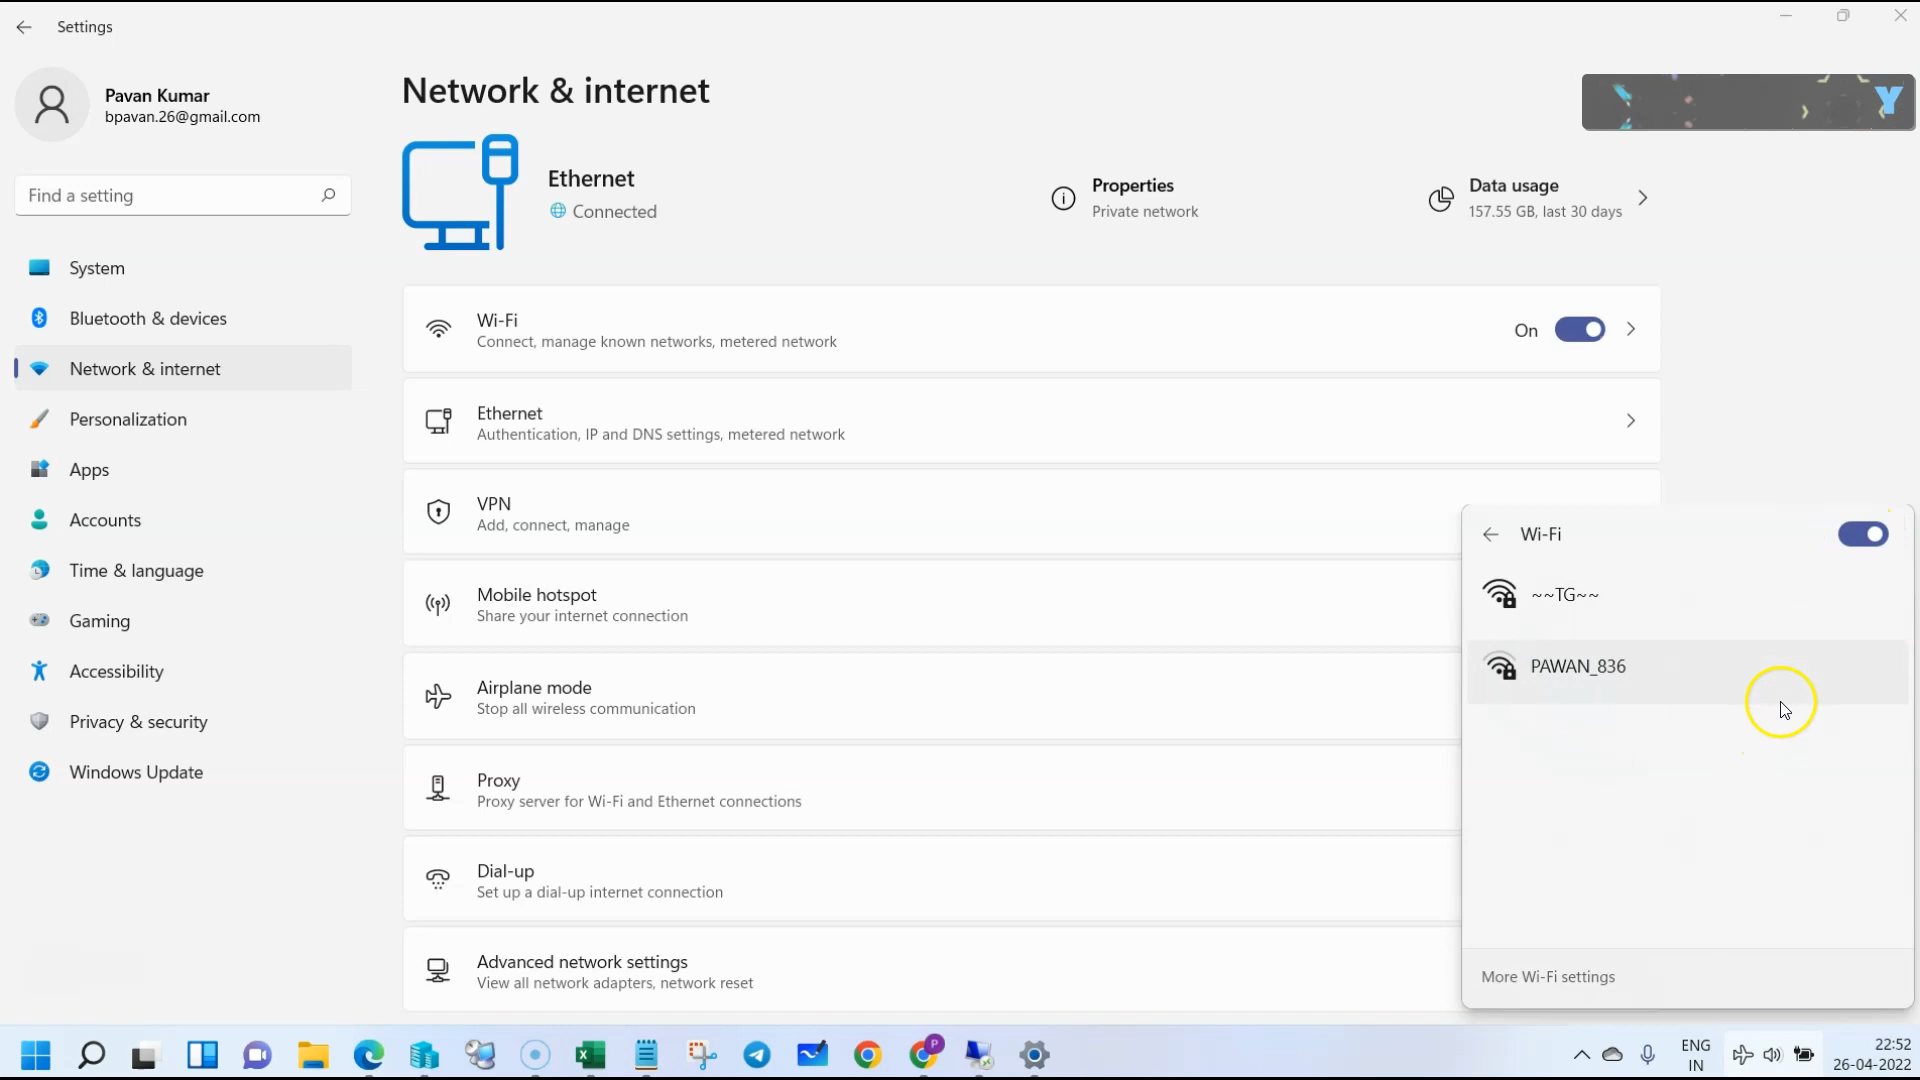 Settings
Pavan Kumar
bpavan.26@gmail.com
Find a setting
System
Bluetooth & devices
Network & internet
Personalization
Apps
Accounts
Time & language
Gaming
Accessibility
Privacy & security
Windows Update
Network & internet
Ethernet
Connected
Properties
Private network
Data usage
157.55 GB, last 30 days
Y
Wi-Fi
Connect, manage known networks, metered network
On
Ethernet
Authentication, IP and DNS settings, metered network
VPN
Add, connect, manage
Mobile hotspot
Share your internet connection
Airplane mode
Stop all wireless communication
Proxy
Proxy server for Wi-Fi and Ethernet connections
Dial-up
Set up a dial-up internet connection
Advanced network settings
View all network adapters, network reset
Wi-Fi
~~TG~~
PAWAN_836
More Wi-Fi settings
P
ENG
IN
22:52
26-04-2022